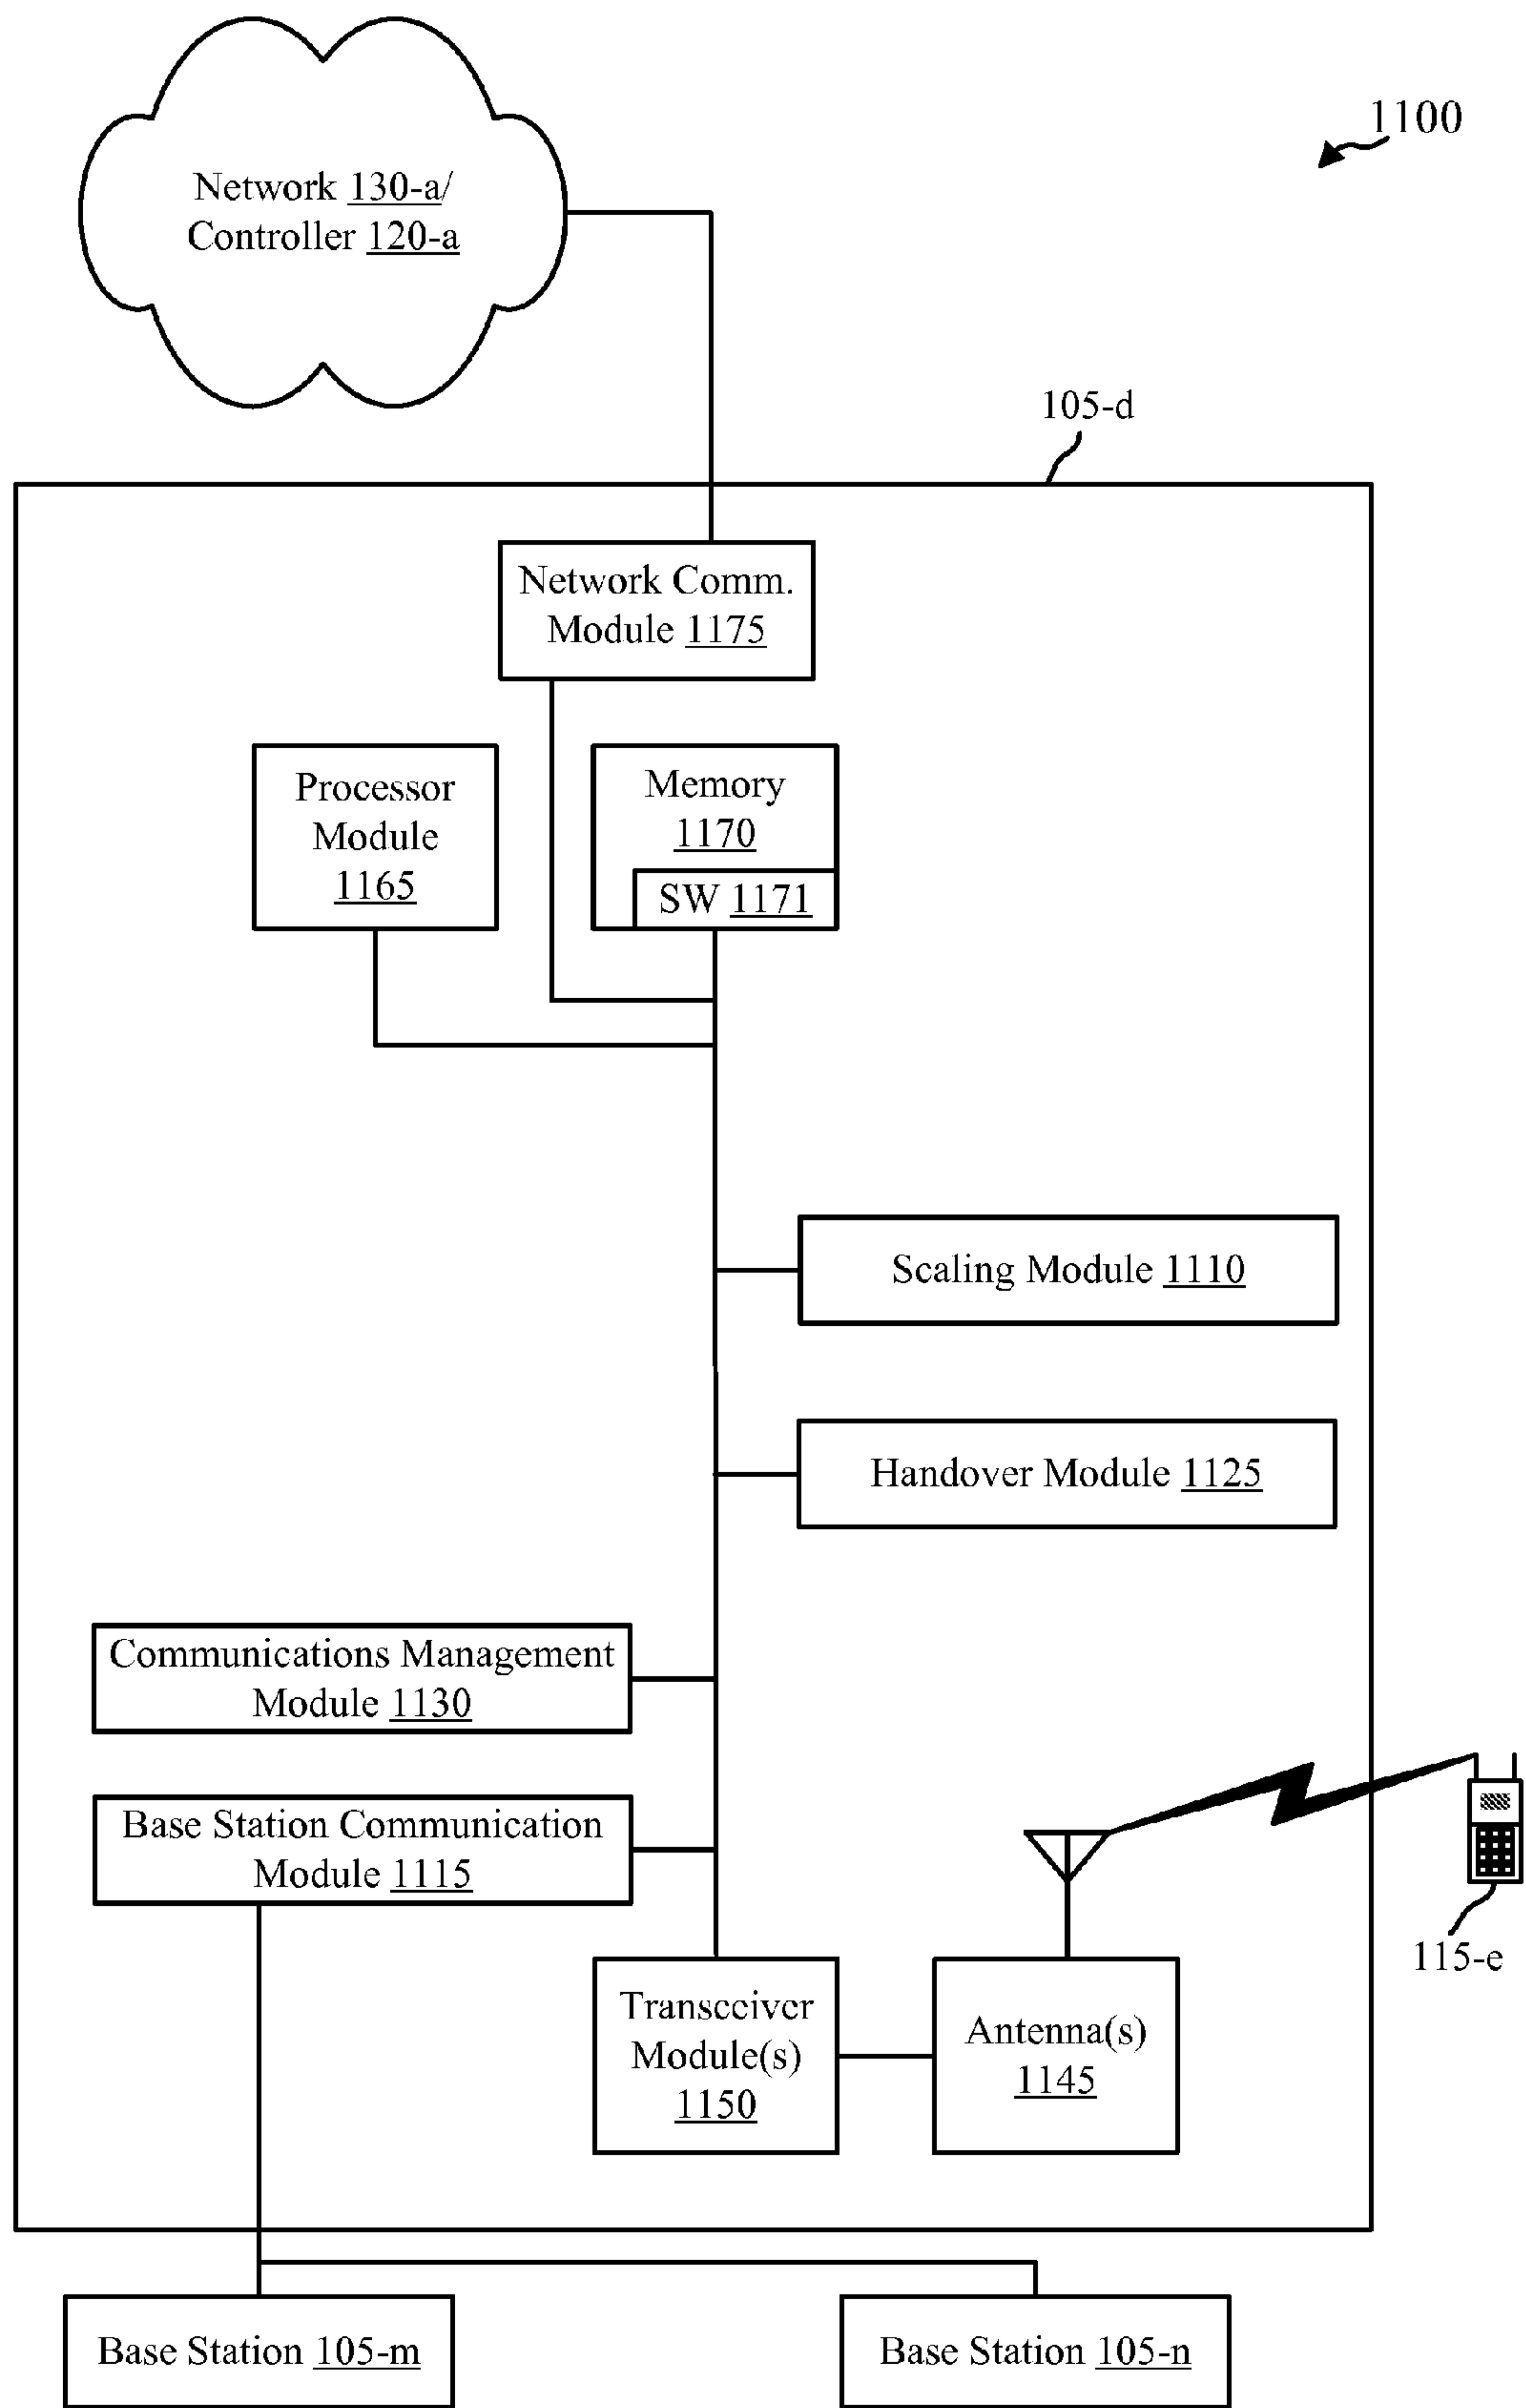 1100
Network 130-a/
Controller 120-a
105-d
Network Comm.
Module 1175
Processor
Module
1165
Memory
1170
SW 1171
Scaling Module 1110
Handover Module 1125
Communications Management
Module 1130
Base Station Communication
Module 1115
115-e
Transceiver
Module(s)
1150
Antenna(s)
1145
Base Station 105-m
Base Station 105-n